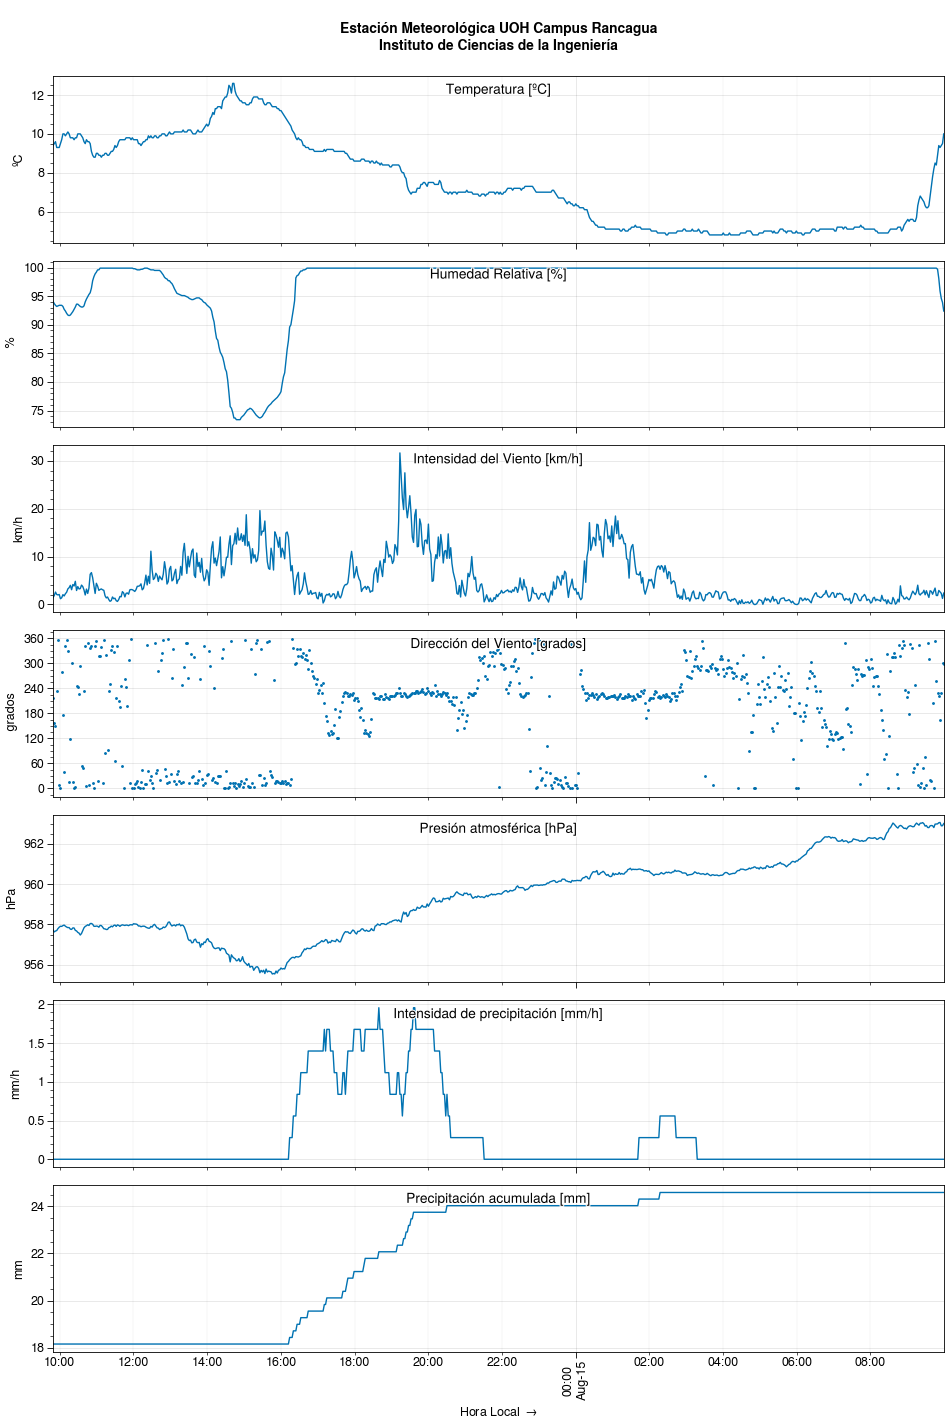 Estación Meteorológica UOH Campus Rancagua
Instituto de Ciencias de la Ingeniería
Temperatura [ºC]
ºC
12
10
8
6
Humedad Relativa [%]
%
100
95
90
85
80
75
Intensidad del Viento [km/h]
km/h
30
20
10
0
Dirección del Viento [grados]
grados
360
300
240
180
120
60
0
Presión atmosférica [hPa]
hPa
962
960
958
956
Intensidad de precipitación [mm/h]
mm/h
2
1.5
1
0.5
0
Precipitación acumulada [mm]
mm
24
22
20
18
10:00 12:00 14:00 16:00 18:00 20:00 22:00 00:00 02:00 04:00 06:00 08:00
Aug-15
Hora Local →